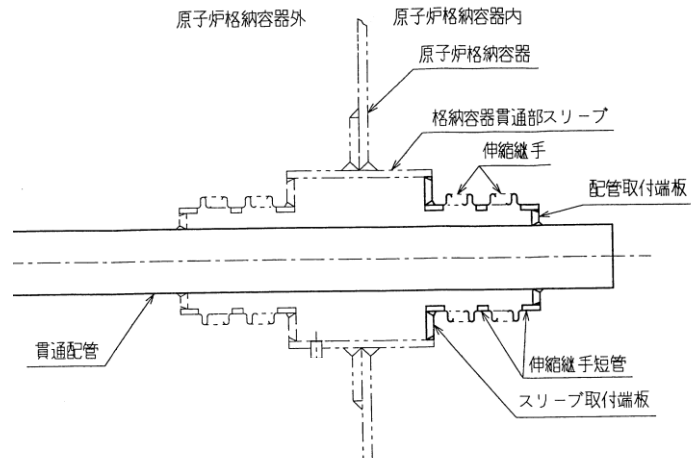 原子炉格納容器外
原子炉格納容器内
原子炉格納容器
格納容器貫通部スリーブ
伸縮継手
配管取付端板
貫通配管
伸縮継手短管
スリーブ取付端板